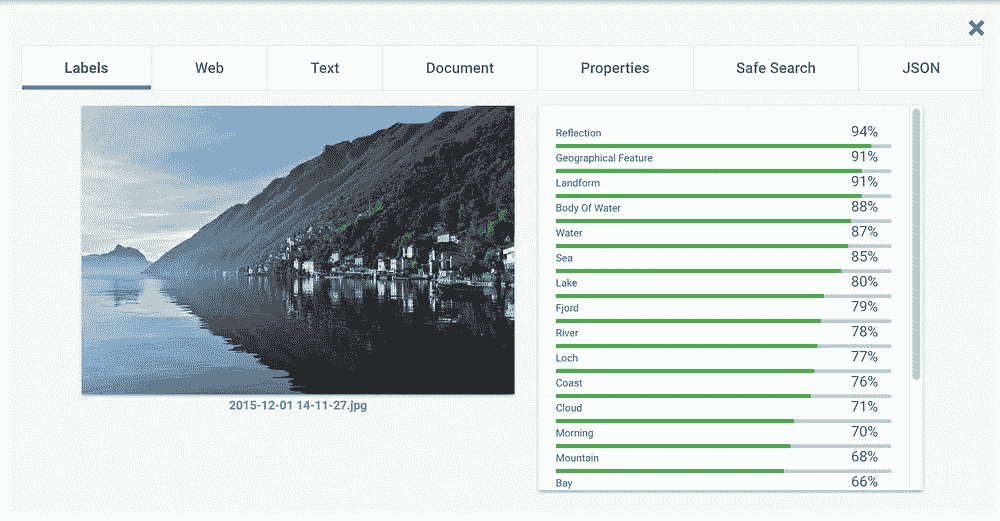 Labels Web Text Document Properties Safe Search JSON
Reflection 94%
Geographical Feature 91%
Landform 91%
Body Of Water 88%
Water 87%
Sea 85%
Lake 80%
Fjord 79%
River 78%
Loch 77%
Coast 76%
Cloud 71%
Morning 70%
Mountain 68%
Bay 66%
2015-12-01 14-11-27.jpg